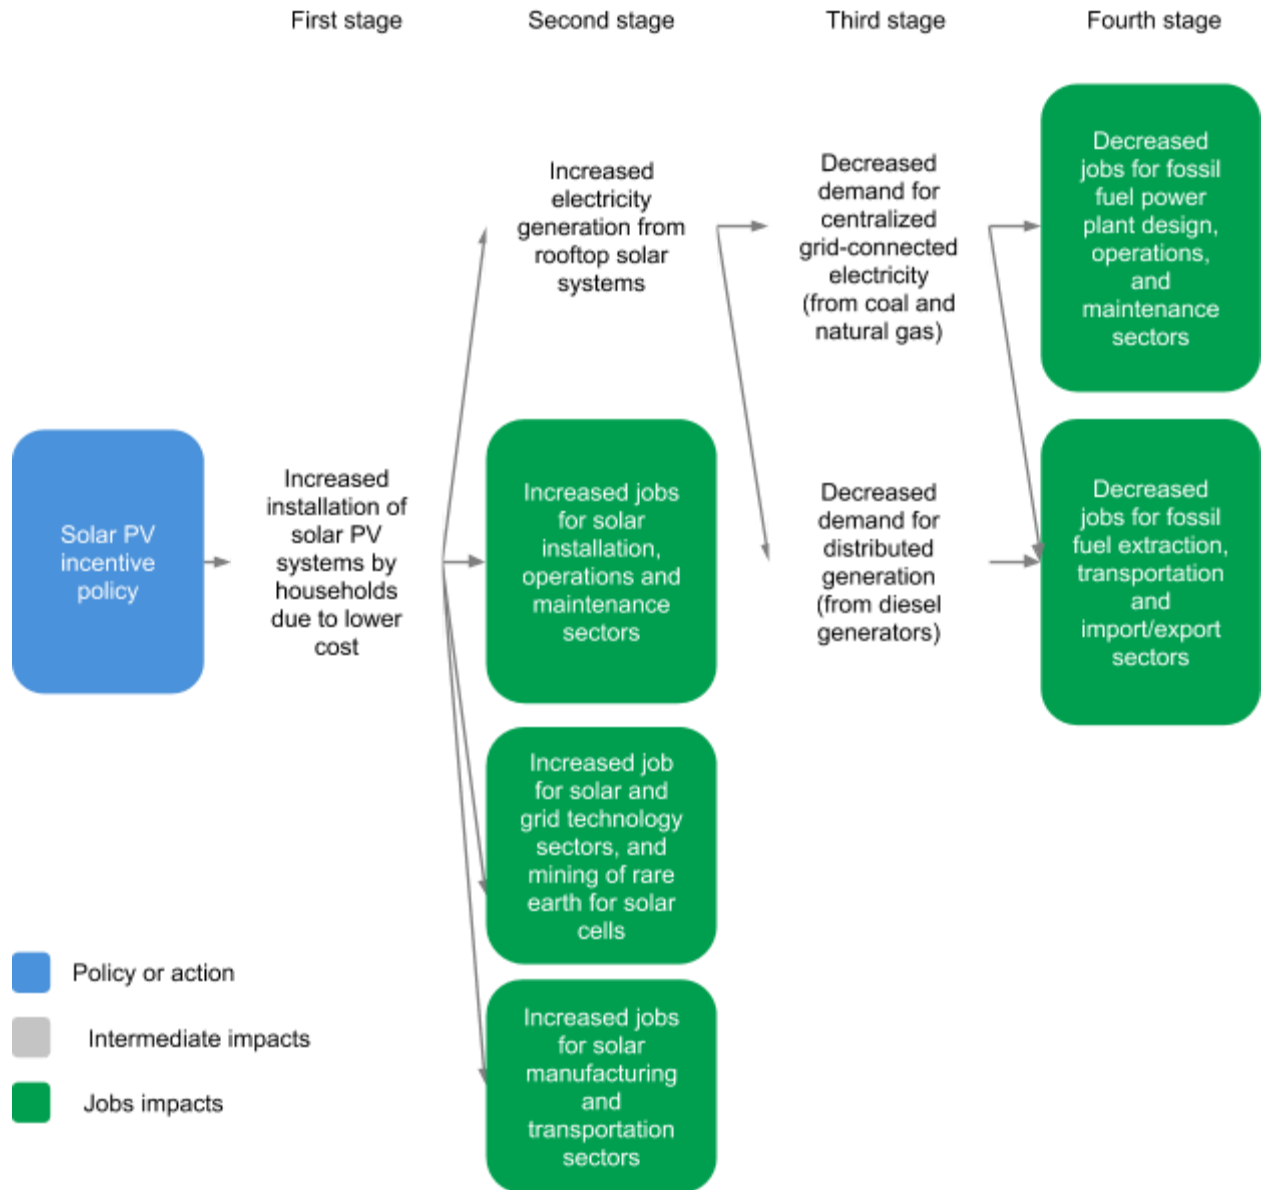 First stage
Second stage
Third stage
Fourth stage
Solar PV
incentive
policy
Increased
installation of
solar PV
systems by
households
due to lower
cost
Increased
electricity
generation from
rooftop solar
systems
Increased jobs
for solar
installation,
operations and
maintenance
sectors
Increased job
for solar and
grid technology
sectors, and
mining of rare
earth for solar
cells
Increased jobs
for solar
manufacturing
and
transportation
sectors
Decreased
demand for
centralized
grid-connected
electricity
(from coal and
natural gas)
Decreased
demand for
distributed
generation
(from diesel
generators)
Decreased
jobs for fossil
fuel power
plant design,
operations,
and
maintenance
sectors
Decreased
jobs for fossil
fuel extraction,
transportation
and
import/export
sectors
Policy or action
Intermediate impacts
Jobs impacts